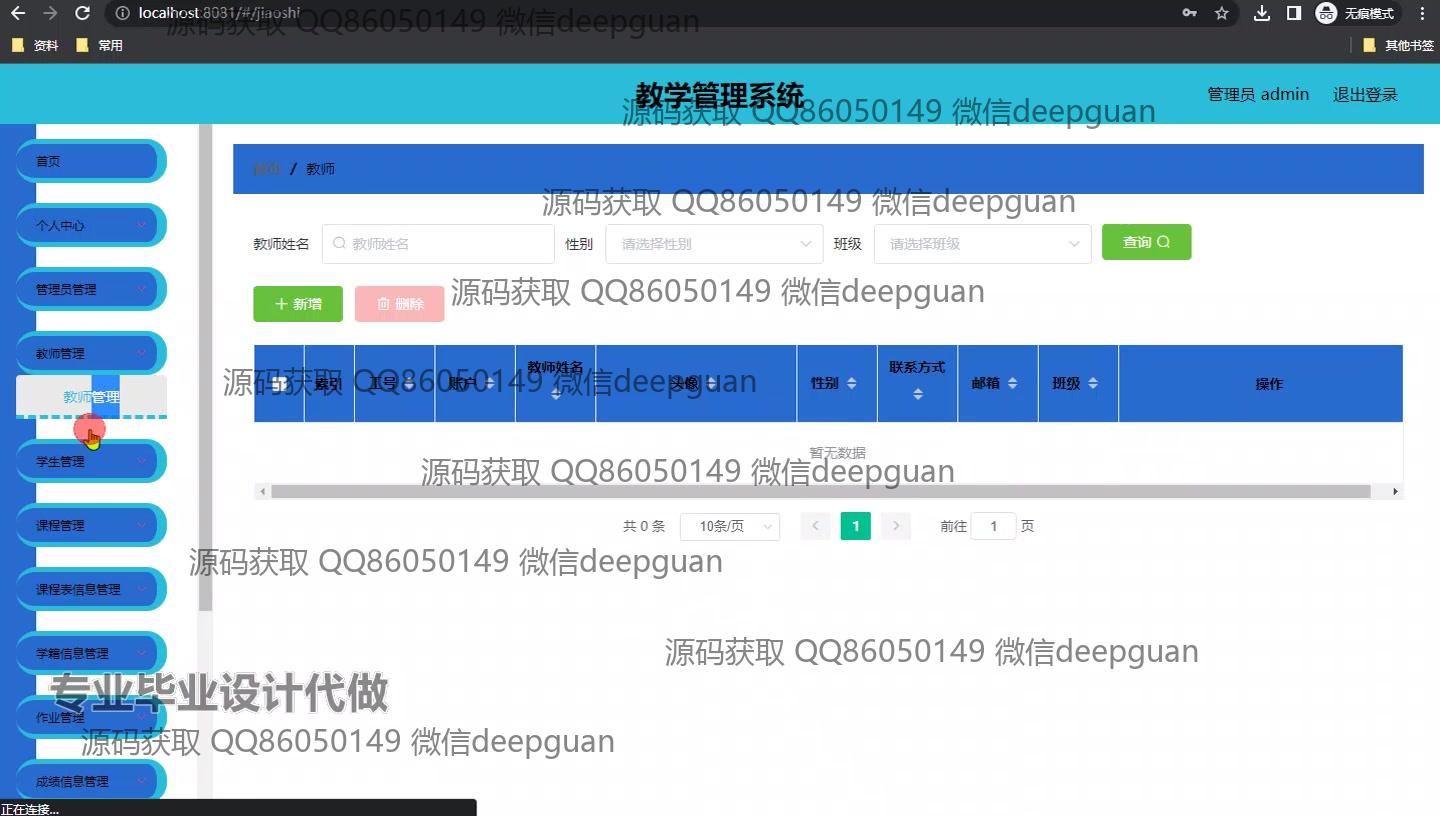 localhost:8081/#/jiaoshi
无痕模式
资料 常用 其他书签
源码获取 QQ86050149 微信deepguan
教学管理系统
管理员 admin 退出登录
源码获取 QQ86050149 微信deepguan
首页 / 教师
源码获取 QQ86050149 微信deepguan
教师姓名 教师姓名 性别 请选择性别 班级 请选择班级 查询
新增 删除
源码获取 QQ86050149 微信deepguan
索引 工号 账户 教师姓名 头像 性别 联系方式 邮箱 班级 操作
源码获取 QQ86050149 微信deepguan
暂无数据
源码获取 QQ86050149 微信deepguan
共 0 条 10条/页 1 前往 1 页
源码获取 QQ86050149 微信deepguan
源码获取 QQ86050149 微信deepguan
首页
个人中心
管理员管理
教师管理
教师管理
学生管理
课程管理
课程表信息管理
学籍信息管理
专业毕业设计代做
作业管理
源码获取 QQ86050149 微信deepguan
成绩信息管理
正在连接...